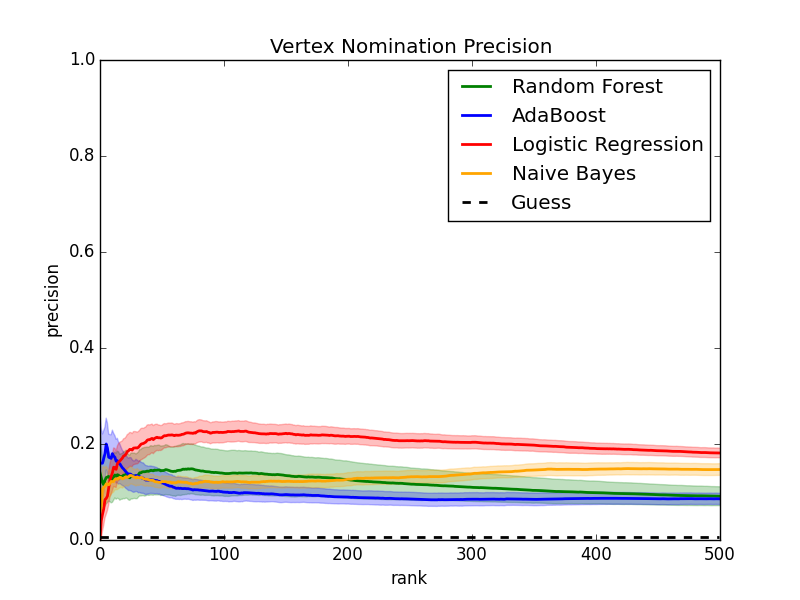 Vertex Nomination Precision
1.0
0.8
0.6
0.4
0.2
0.0
precision
Random Forest
AdaBoost
Logistic Regression
Naive Bayes
Guess
0 100 200 300 400 500
rank